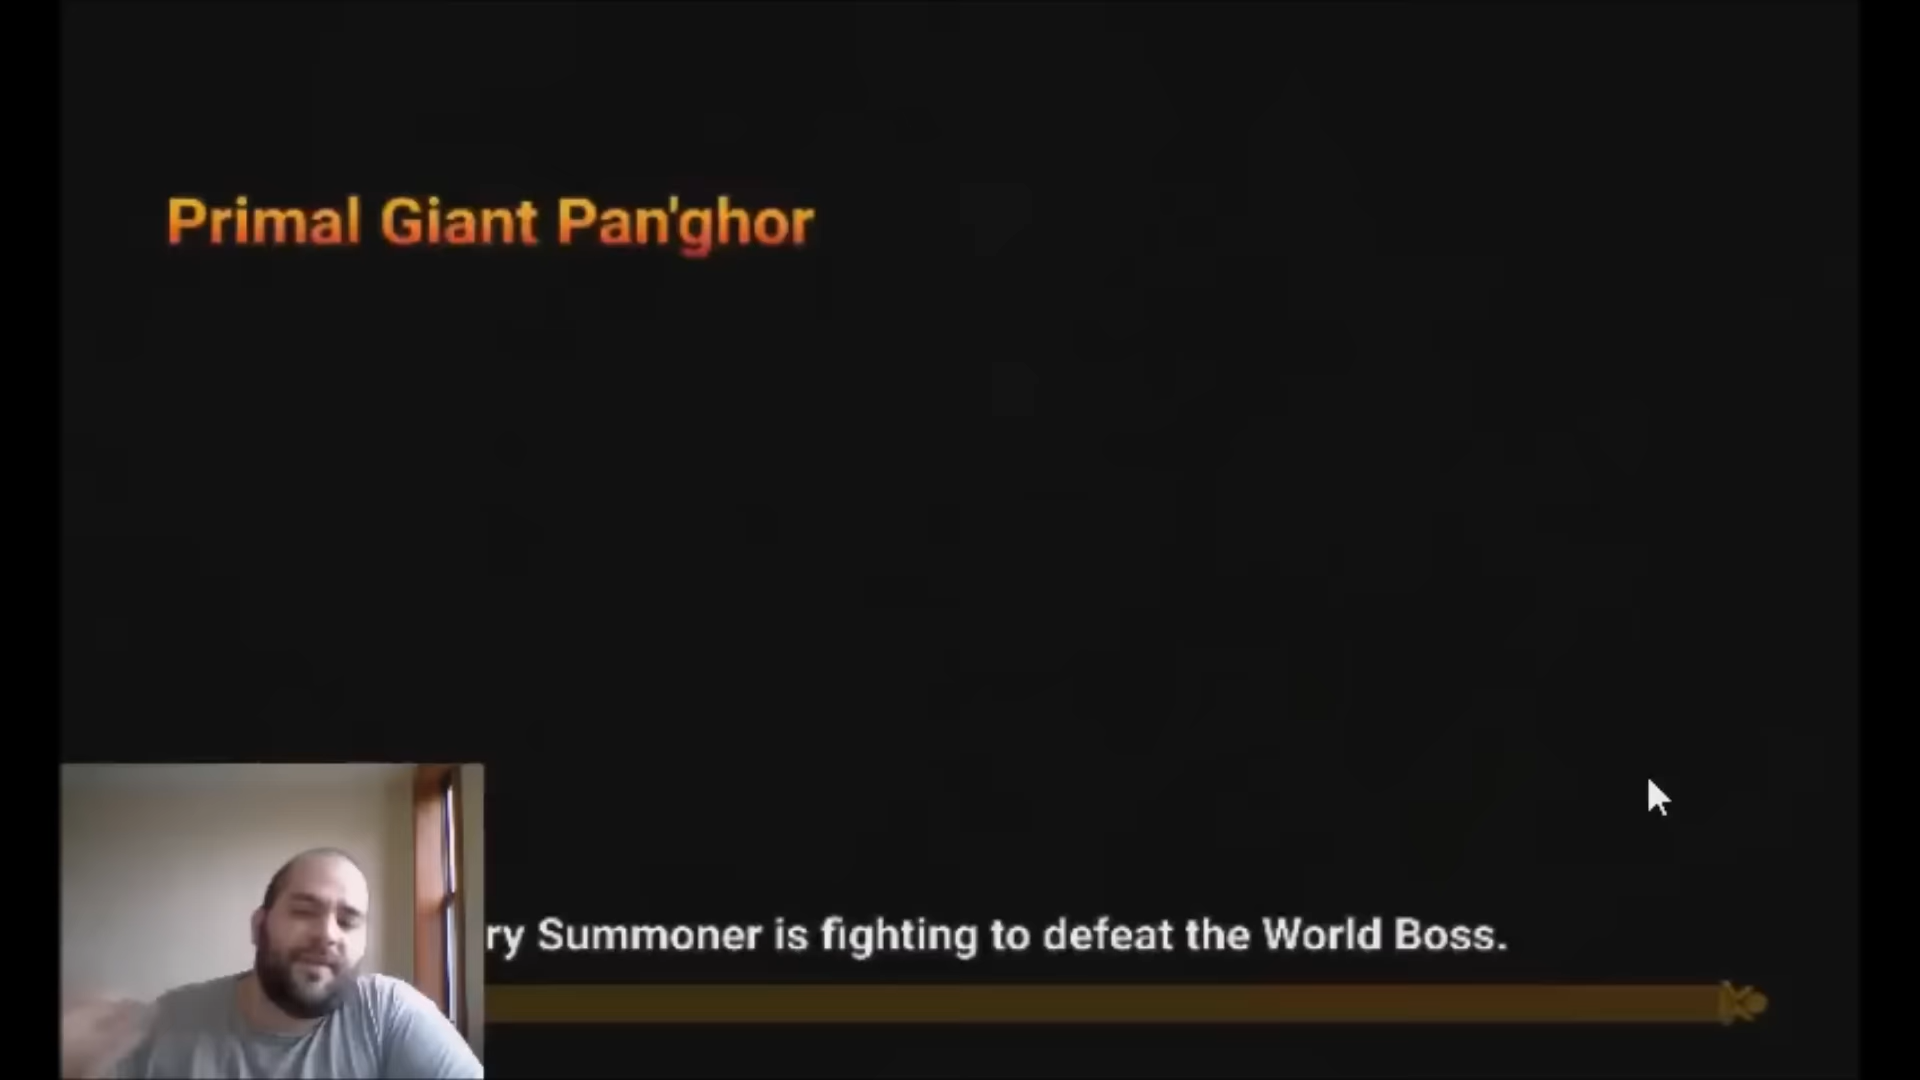 Primal Giant Pan'ghor
ry Summoner is fighting to defeat the World Boss.